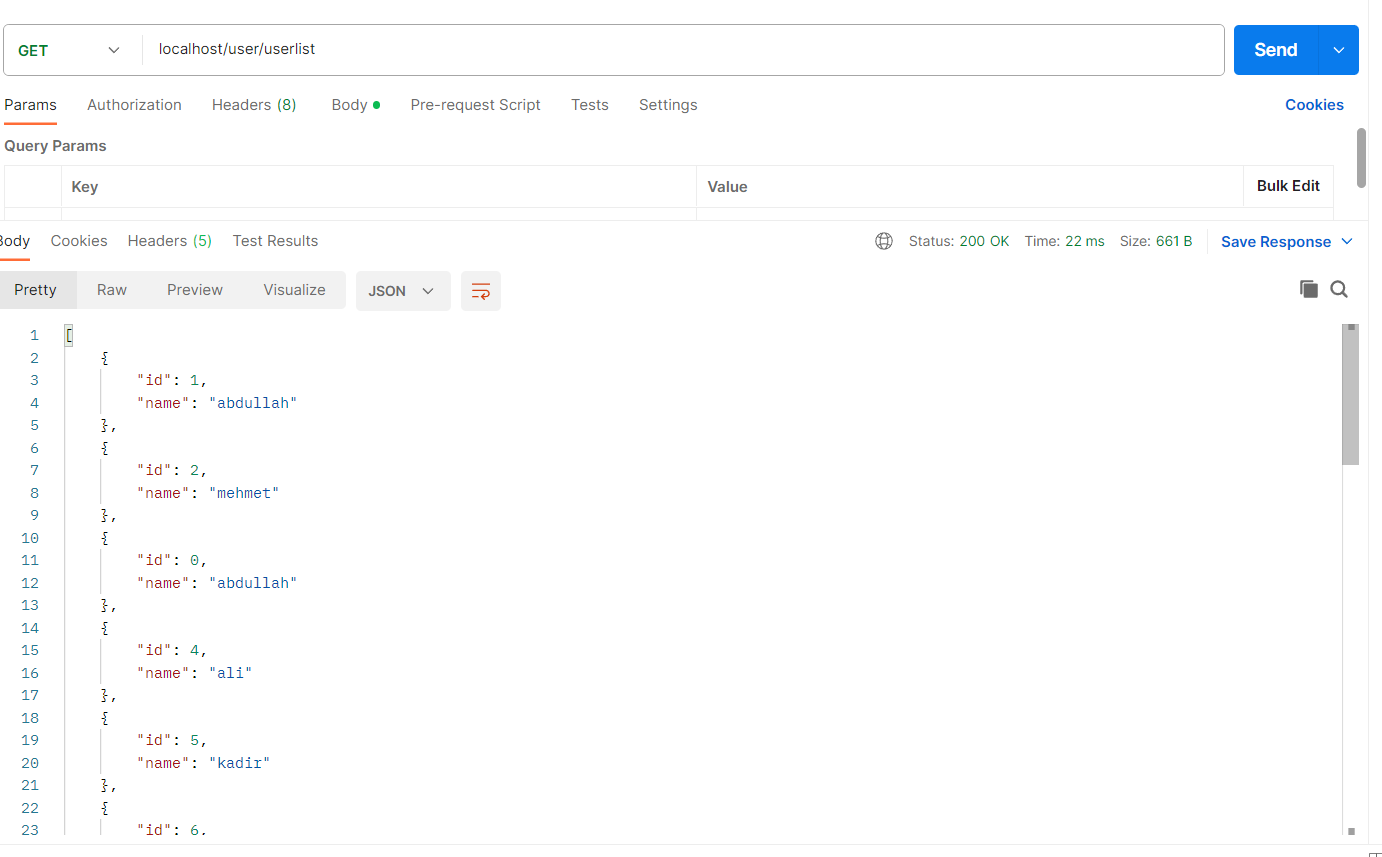 GET localhost/user/userlist Send
Params Authorization Headers (8) Body Pre-request Script Tests Settings Cookies
Query Params
Key Value Bulk Edit
Body Cookies Headers (5) Test Results Status: 200 OK Time: 22 ms Size: 661 B Save Response
Pretty Raw Preview Visualize JSON
1 [
2 {
3 "id": 1,
4 "name": "abdullah"
5 },
6 {
7 "id": 2,
8 "name": "mehmet"
9 },
10 {
11 "id": 0,
12 "name": "abdullah"
13 },
14 {
15 "id": 4,
16 "name": "ali"
17 },
18 {
19 "id": 5,
20 "name": "kadir"
21 },
22 {
23 "id": 6,